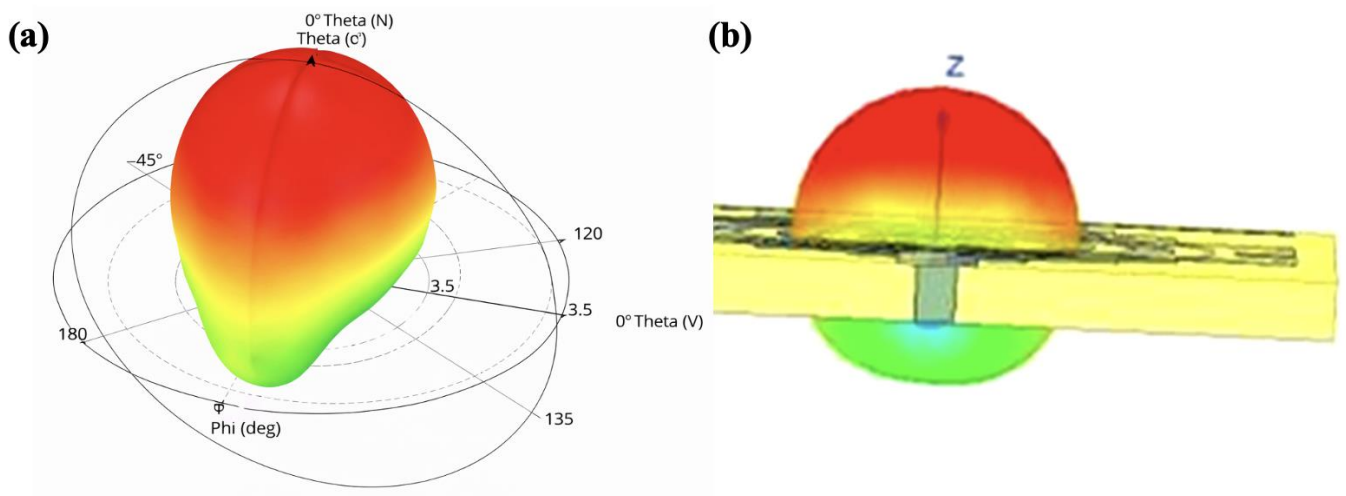 (a)
0° Theta (N)
Theta (d')
−45°
120
3.5
3.5
0° Theta (V)
180
135
Phi (deg)
(b)
Z